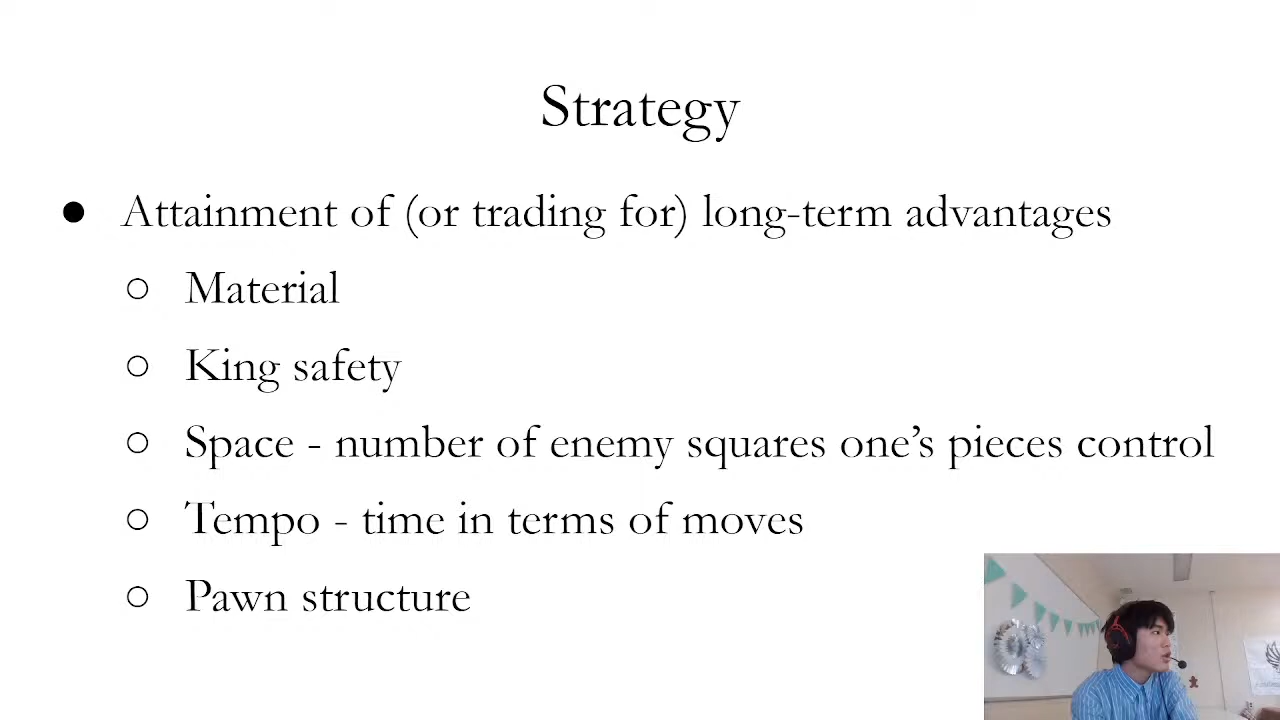 Strategy
● Attainment of (or trading for) long-term advantages
○ Material
○ King safety
○ Space - number of enemy squares one’s pieces control
○ Tempo - time in terms of moves
○ Pawn structure